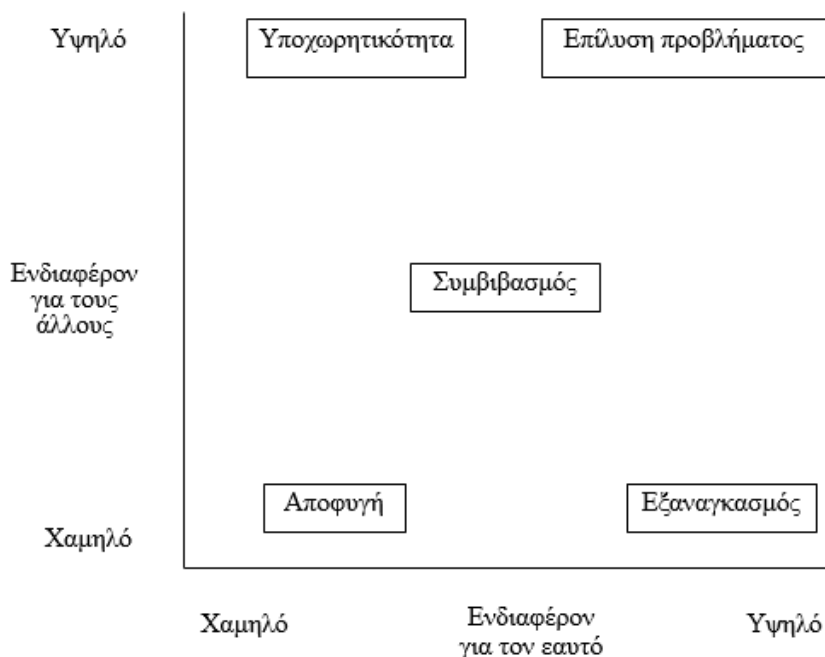 Υψηλό
Υποχωρητικότητα
Επίλυση προβλήματος
Ενδιαφέρον
για τους
άλλους
Συμβιβασμός
Αποφυγή
Εξαναγκασμός
Χαμηλό
Χαμηλό
Ενδιαφέρον
για τον εαυτό
Υψηλό